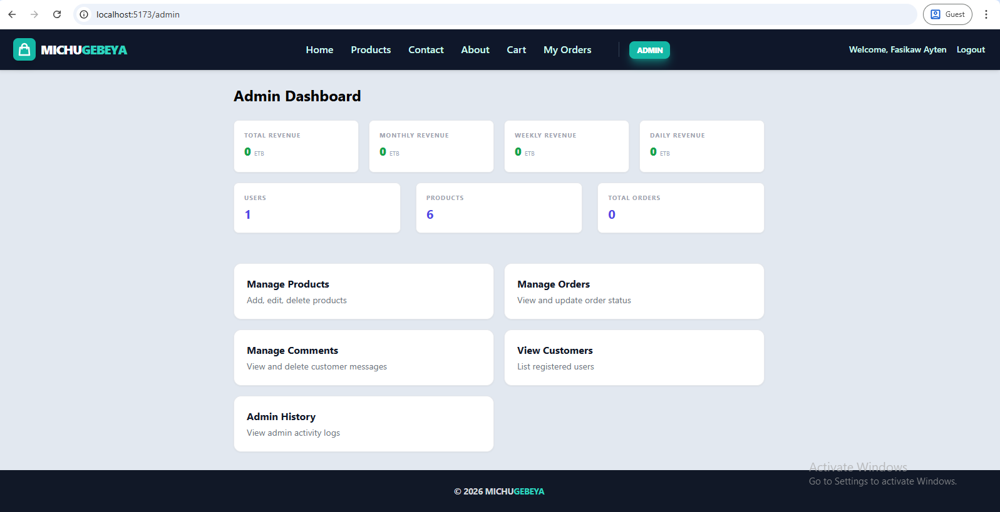 localhost:5173/admin
Guest
MICHUGEBEYA
Home Products Contact About Cart My Orders ADMIN Welcome, Fasikaw Ayten Logout
Admin Dashboard
TOTAL REVENUE
0 ETB
MONTHLY REVENUE
0 ETB
WEEKLY REVENUE
0 ETB
DAILY REVENUE
0 ETB
USERS
1
PRODUCTS
6
TOTAL ORDERS
0
Manage Products
Add, edit, delete products
Manage Orders
View and update order status
Manage Comments
View and delete customer messages
View Customers
List registered users
Admin History
View admin activity logs
Activate Windows
Go to Settings to activate Windows.
© 2026 MICHUGEBEYA